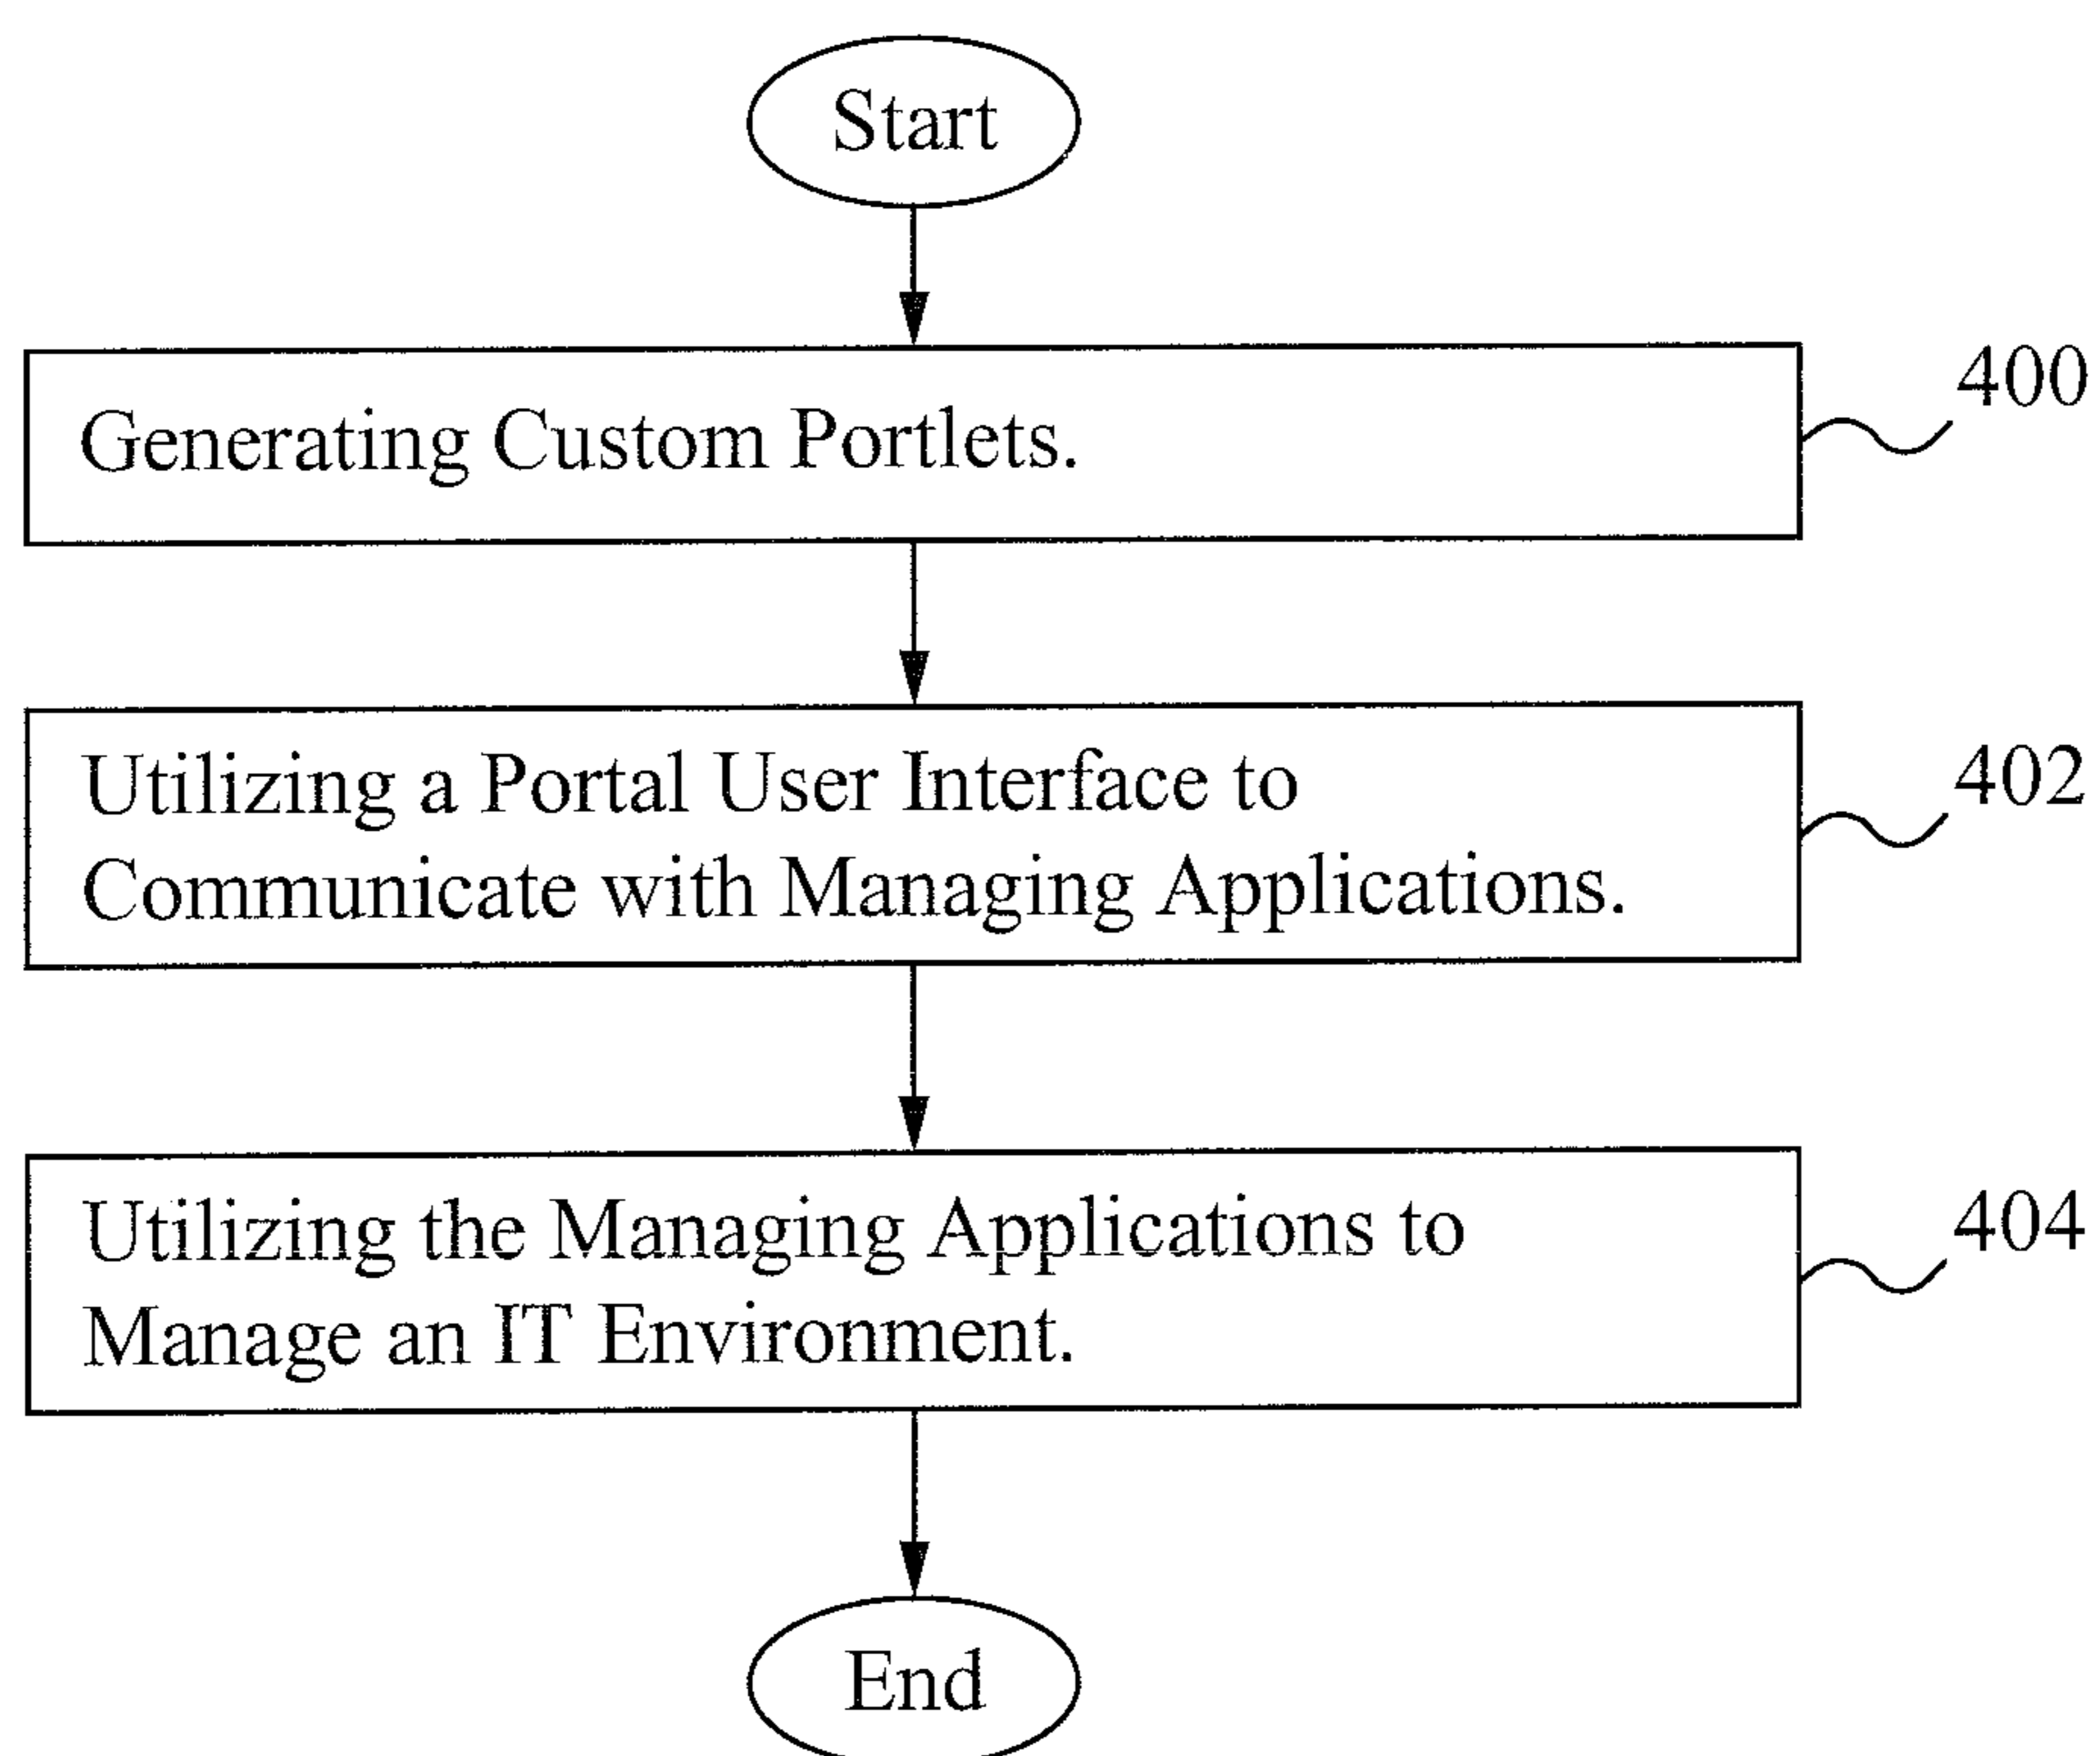 Start
Generating Custom Portlets.
400
Utilizing a Portal User Interface to
Communicate with Managing Applications.
402
Utilizing the Managing Applications to
Manage an IT Environment.
404
End